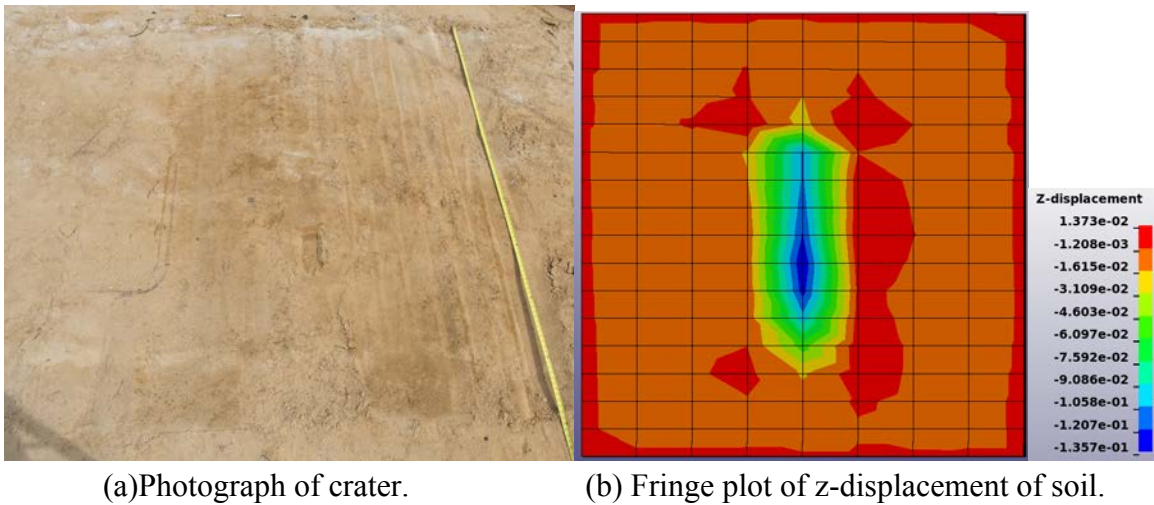 Z-displacement
1.373e-02
-1.208e-03
-1.615e-02
-3.109e-02
-4.603e-02
-6.097e-02
-7.592e-02
-9.086e-02
-1.058e-01
-1.207e-01
-1.357e-01
(a)Photograph of crater.
(b) Fringe plot of z-displacement of soil.